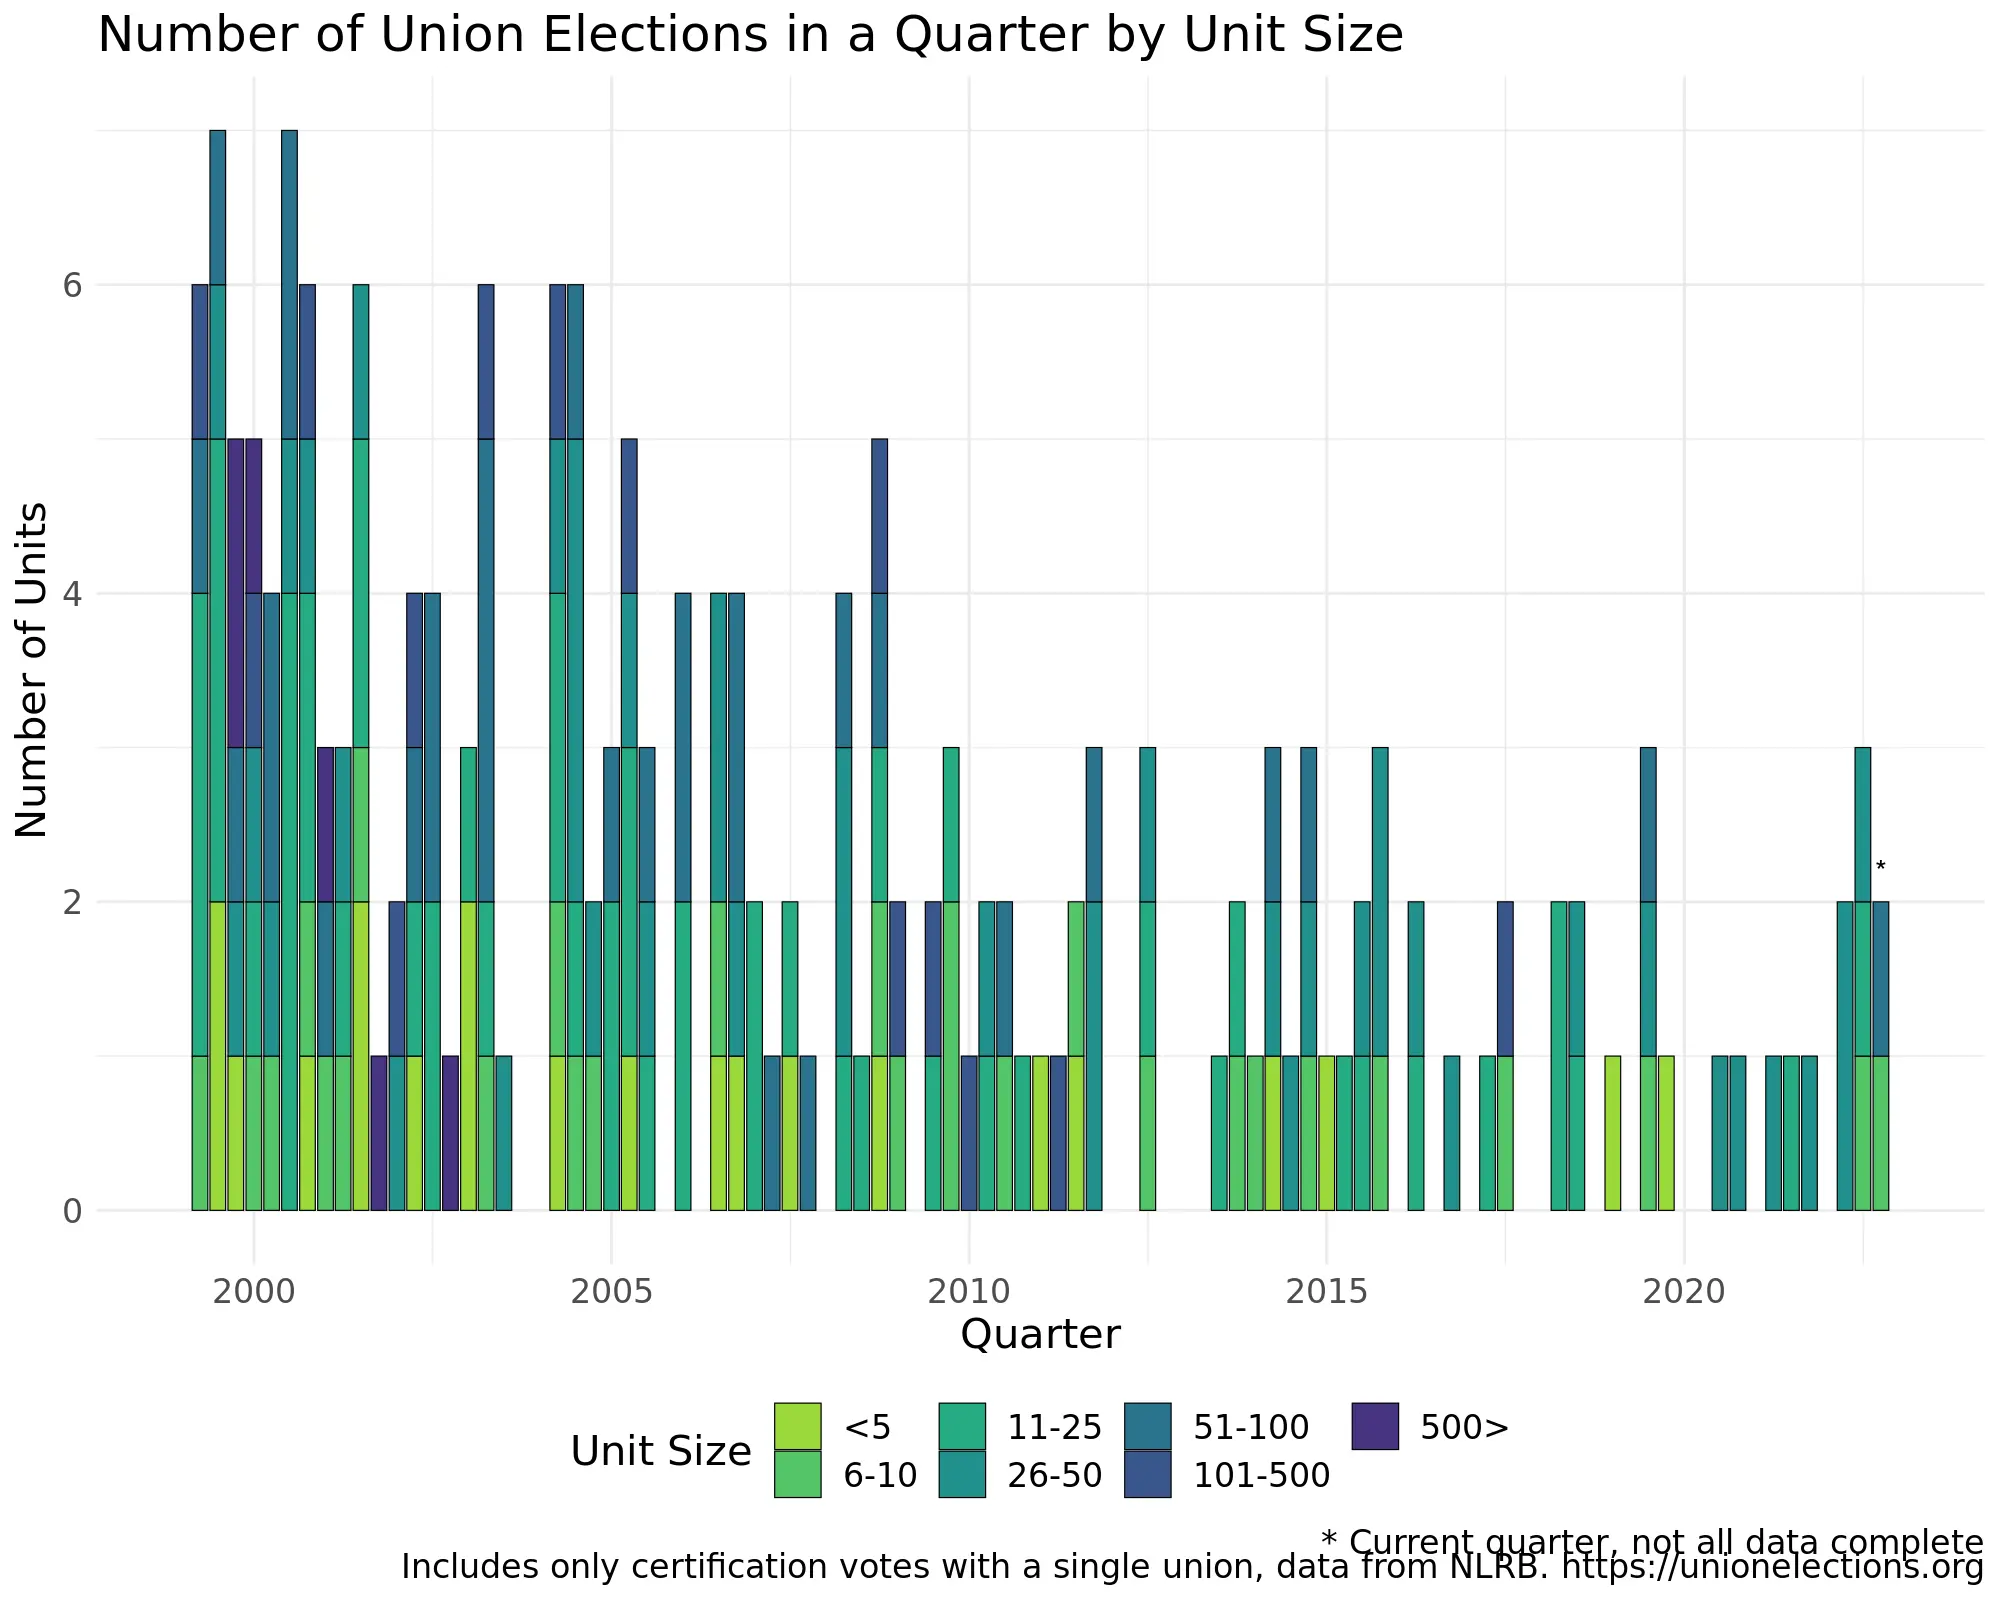 Number of Union Elections in a Quarter by Unit Size
Number of Units
6
4
2
0
*
2000 2005 2010 2015 2020
Quarter
Unit Size
<5 11-25 51-100 500>
6-10 26-50 101-500
* Current quarter, not all data complete
Includes only certification votes with a single union, data from NLRB. https://unionelections.org